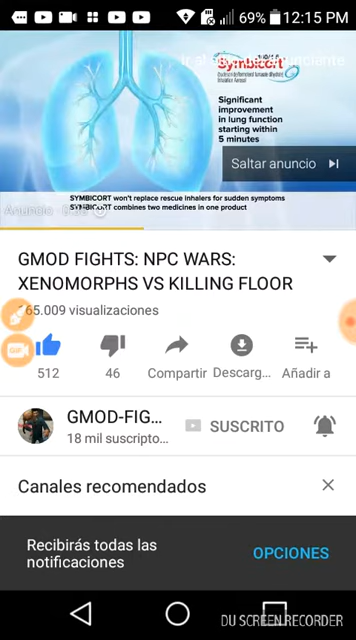 69% 12:15 PM
Symbicort
Significant
improvement
in lung function
starting within
5 minutes
Saltar anuncio
SYMBICORT won't replace rescue inhalers for sudden symptoms
SYMBICORT combines two medicines in one product
GMOD FIGHTS: NPC WARS:
XENOMORPHS VS KILLING FLOOR
65.009 visualizaciones
512 46 Compartir Descarg... Añadir a
GMOD-FIG...
SUSCRITO
18 mil suscripto...
Canales recomendados
Recibirás todas las
notificaciones
OPCIONES
DU SCREEN RECORDER